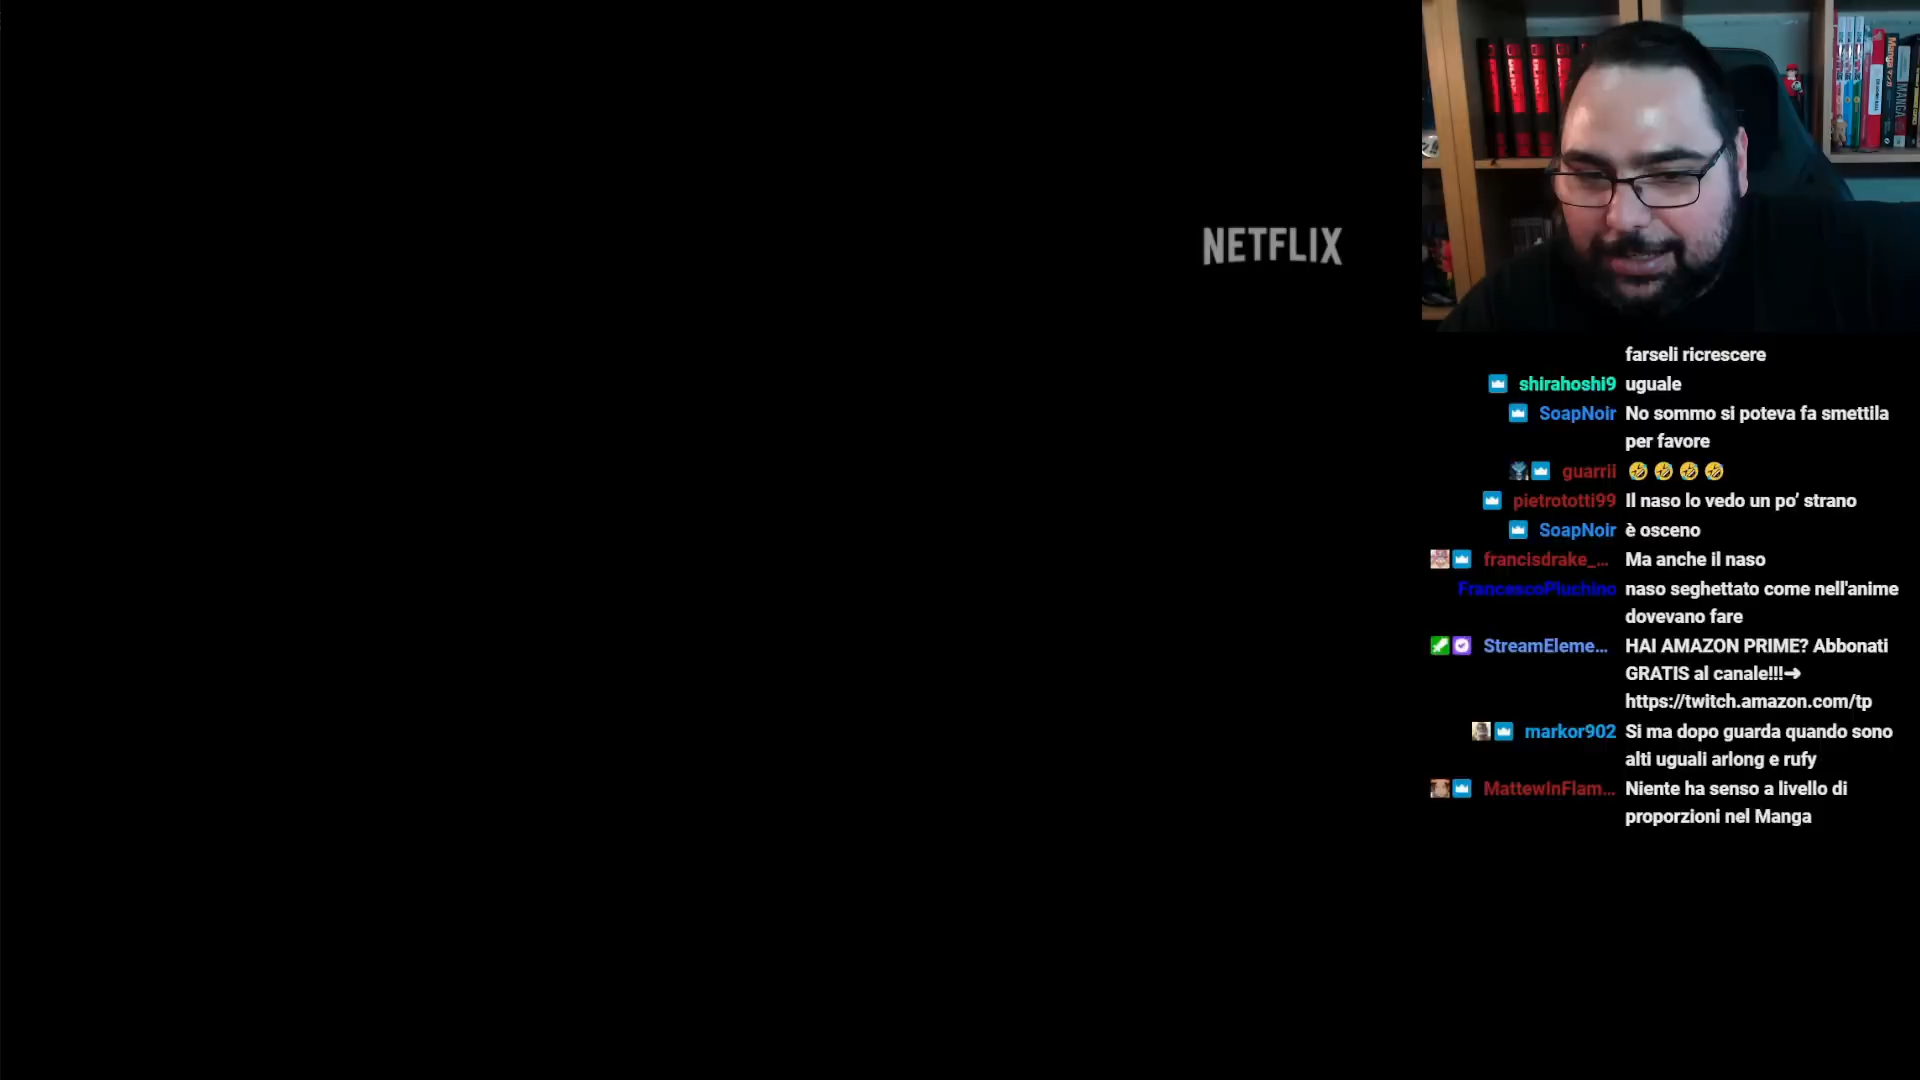 NETFLIX
MANGA
farseli ricrescere
shirahoshi9 uguale
SoapNoir No sommo si poteva fa smettila
per favore
guarrii 🤣 🤣 🤣 🤣
pietrototti99 Il naso lo vedo un po’ strano
SoapNoir è osceno
francisdrake_... Ma anche il naso
FrancescoPluchino naso seghettato come nell'anime
dovevano fare
StreamEleme... HAI AMAZON PRIME? Abbonati
GRATIS al canale!!!➜
https://twitch.amazon.com/tp
markor902 Si ma dopo guarda quando sono
alti uguali arlong e rufy
MattewInFlam... Niente ha senso a livello di
proporzioni nel Manga